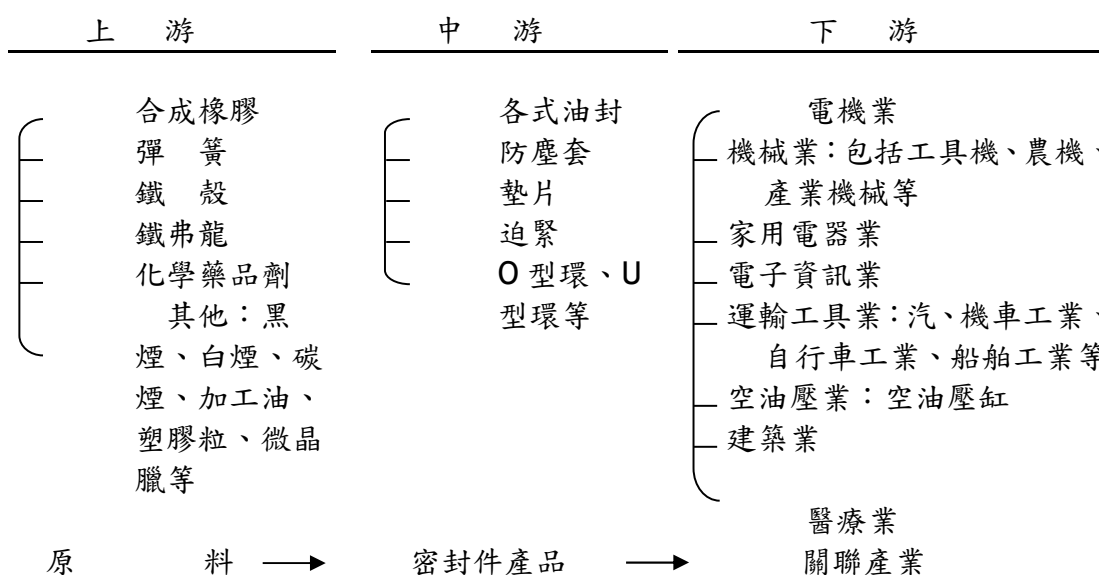 上 游
中 游
下 游
合成橡膠
彈 簧
鐵 殼
鐵弗龍
化學藥品劑
其他：黑
煙、白煙、碳
煙、加工油、
塑膠粒、微晶
臘等
各式油封
防塵套
墊片
迫緊
O 型環、U
型環等
電機業
機械業：包括工具機、農機、
產業機械等
家用電器業
電子資訊業
運輸工具業：汽、機車工業、
自行車工業、船舶工業等
空油壓業：空油壓缸
建築業
醫療業
原 料
密封件產品
關聯產業